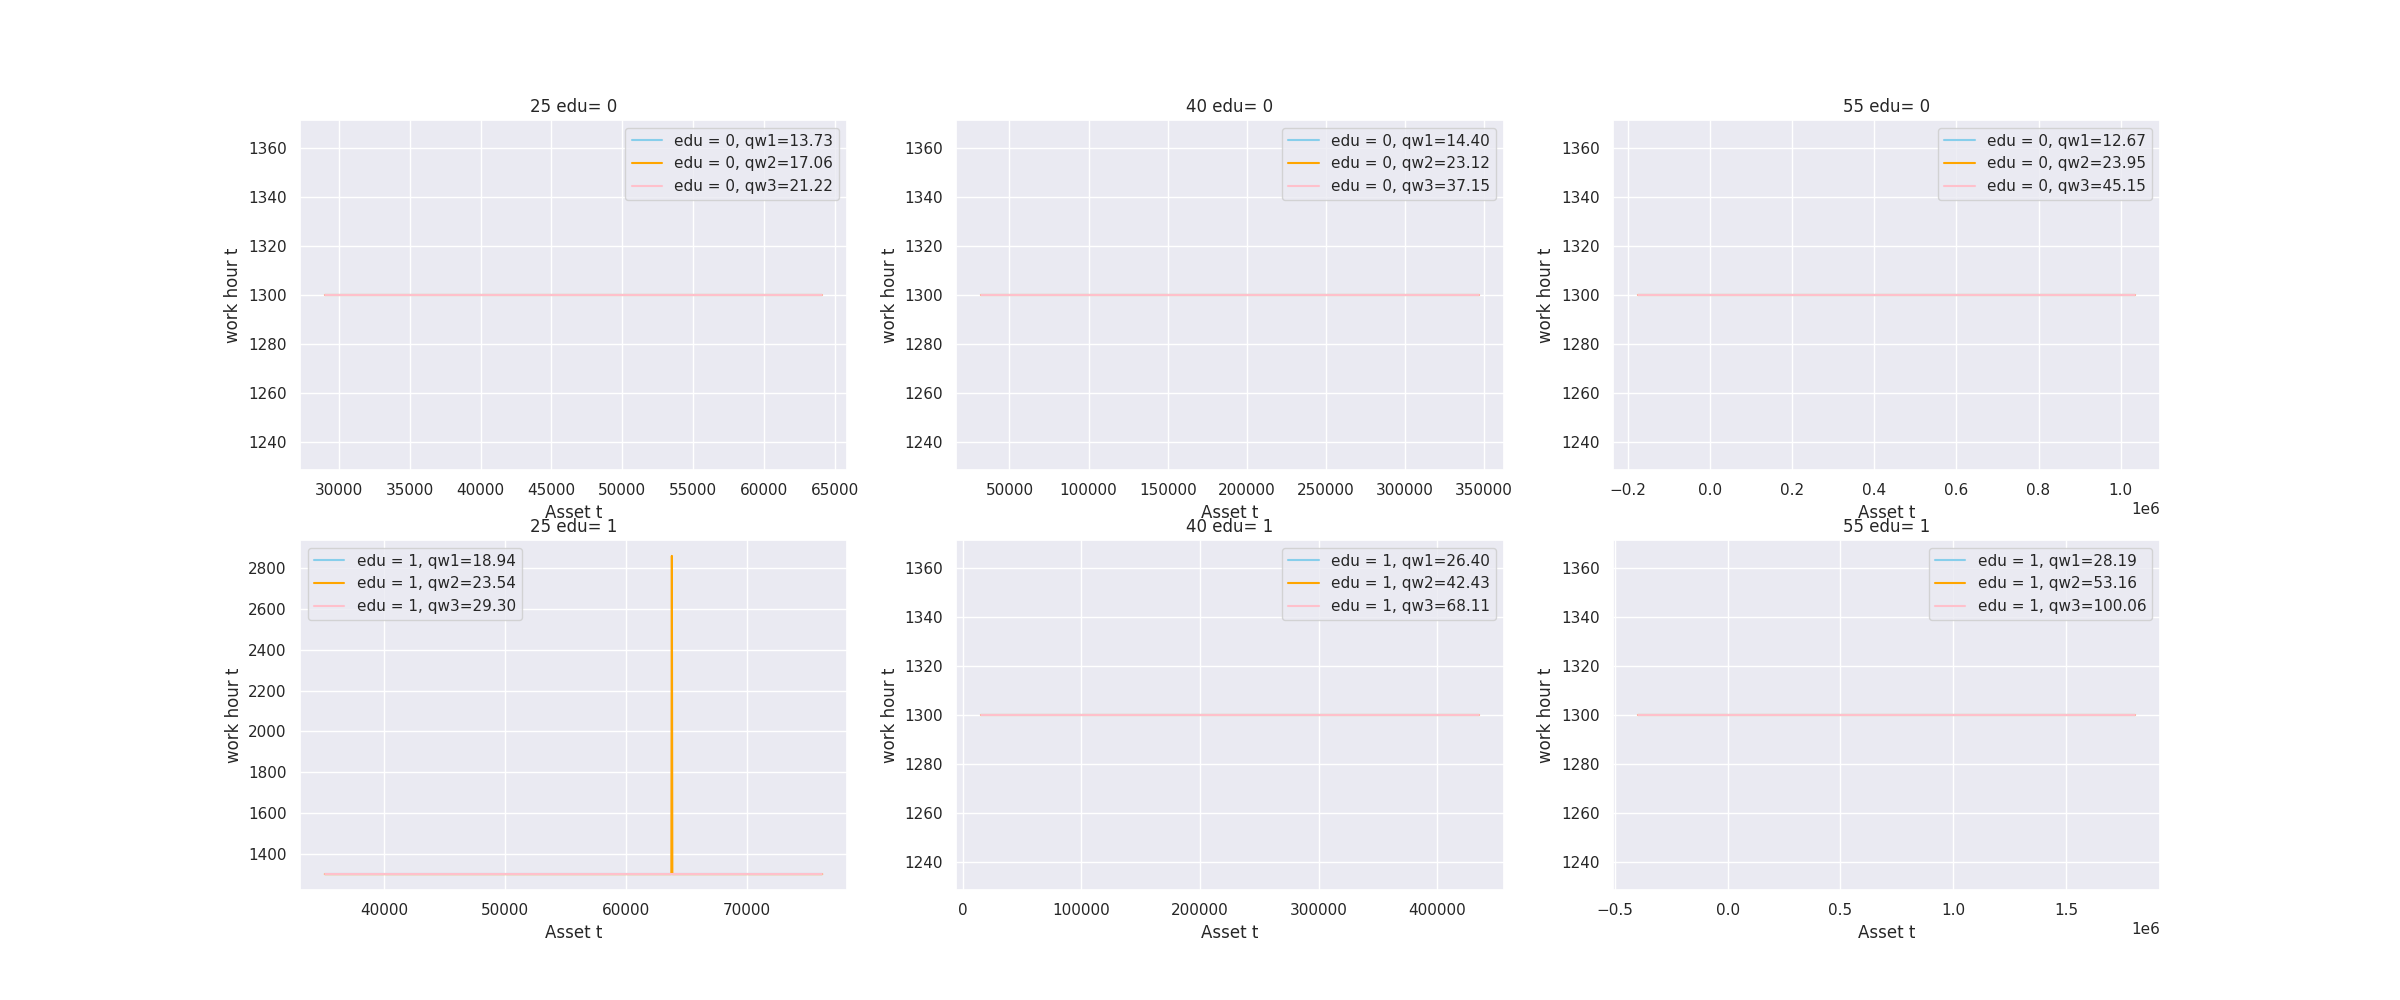 25 edu= 0
1360
1340
1320
1300
1280
1260
1240
work hour t
edu = 0, qw1=13.73
edu = 0, qw2=17.06
edu = 0, qw3=21.22
30000 35000 40000 45000 50000 55000 60000 65000
Asset t
40 edu= 0
1360
1340
1320
1300
1280
1260
1240
work hour t
edu = 0, qw1=14.40
edu = 0, qw2=23.12
edu = 0, qw3=37.15
50000 100000 150000 200000 250000 300000 350000
Asset t
55 edu= 0
1360
1340
1320
1300
1280
1260
1240
work hour t
edu = 0, qw1=12.67
edu = 0, qw2=23.95
edu = 0, qw3=45.15
−0.2 0.0 0.2 0.4 0.6 0.8 1.0
1e6
Asset t
25 edu= 1
2800
2600
2400
2200
2000
1800
1600
1400
work hour t
edu = 1, qw1=18.94
edu = 1, qw2=23.54
edu = 1, qw3=29.30
40000 50000 60000 70000
Asset t
40 edu= 1
1360
1340
1320
1300
1280
1260
1240
work hour t
edu = 1, qw1=26.40
edu = 1, qw2=42.43
edu = 1, qw3=68.11
0 100000 200000 300000 400000
Asset t
55 edu= 1
1360
1340
1320
1300
1280
1260
1240
work hour t
edu = 1, qw1=28.19
edu = 1, qw2=53.16
edu = 1, qw3=100.06
−0.5 0.0 0.5 1.0 1.5
1e6
Asset t